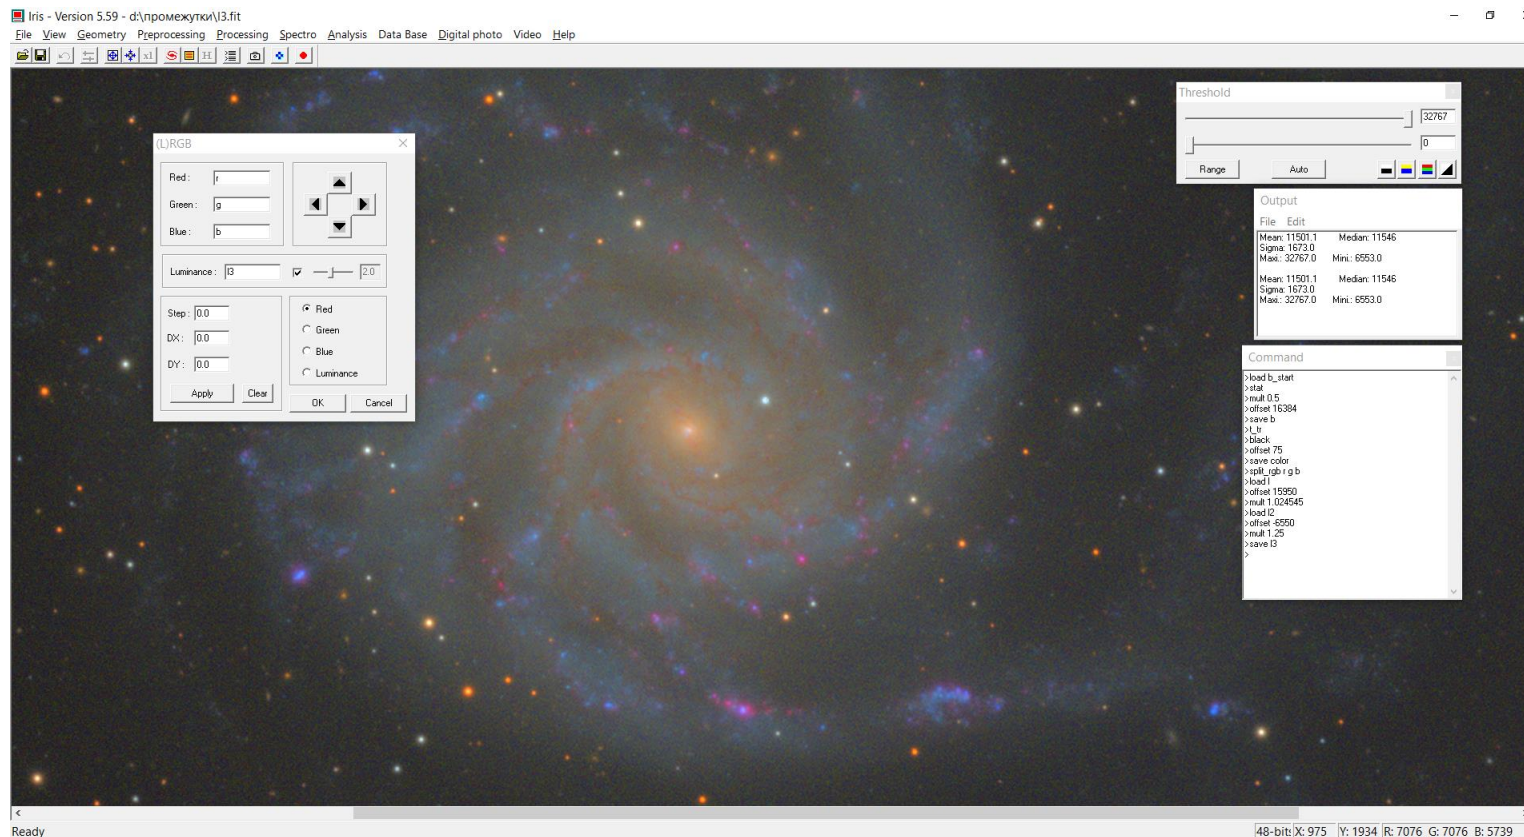 Iris - Version 5.59 - d:\промежутки\l3.fit
File View Geometry Preprocessing Processing Spectro Analysis Data Base Digital photo Video Help
x1 H
(L)RGB
Red : r
Green : g
Blue : b
Luminance : l3 2.0
Step : 0.0
DX : 0.0
DY : 0.0
Apply Clear
Red
Green
Blue
Luminance
OK Cancel
Threshold
32767
0
Range Auto
Output
File Edit
Mean: 11501.1 Median: 11546
Sigma: 1673.0
Maxi.: 32767.0 Mini.: 6553.0
Mean: 11501.1 Median: 11546
Sigma: 1673.0
Maxi.: 32767.0 Mini.: 6553.0
Command
>load b_start
>stat
>mult 0.5
>offset 16384
>save b
>t_tr
>black
>offset 75
>save color
>split_rgb r g b
>load l
>offset 15950
>mult 1.024545
>load l2
>offset -6550
>mult 1.25
>save l3
>
Ready
48-bit: X: 975 Y: 1934 R: 7076 G: 7076 B: 5739